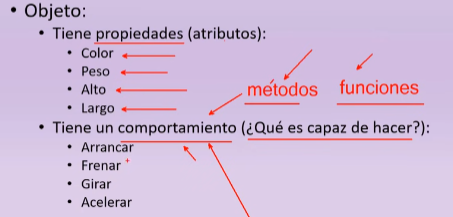 • Objeto:
• Tiene propiedades (atributos):
• Color
• Peso
• Alto
métodos funciones
• Largo
• Tiene un comportamiento (¿Qué es capaz de hacer?):
• Arrancar
• Frenar
• Girar
• Acelerar